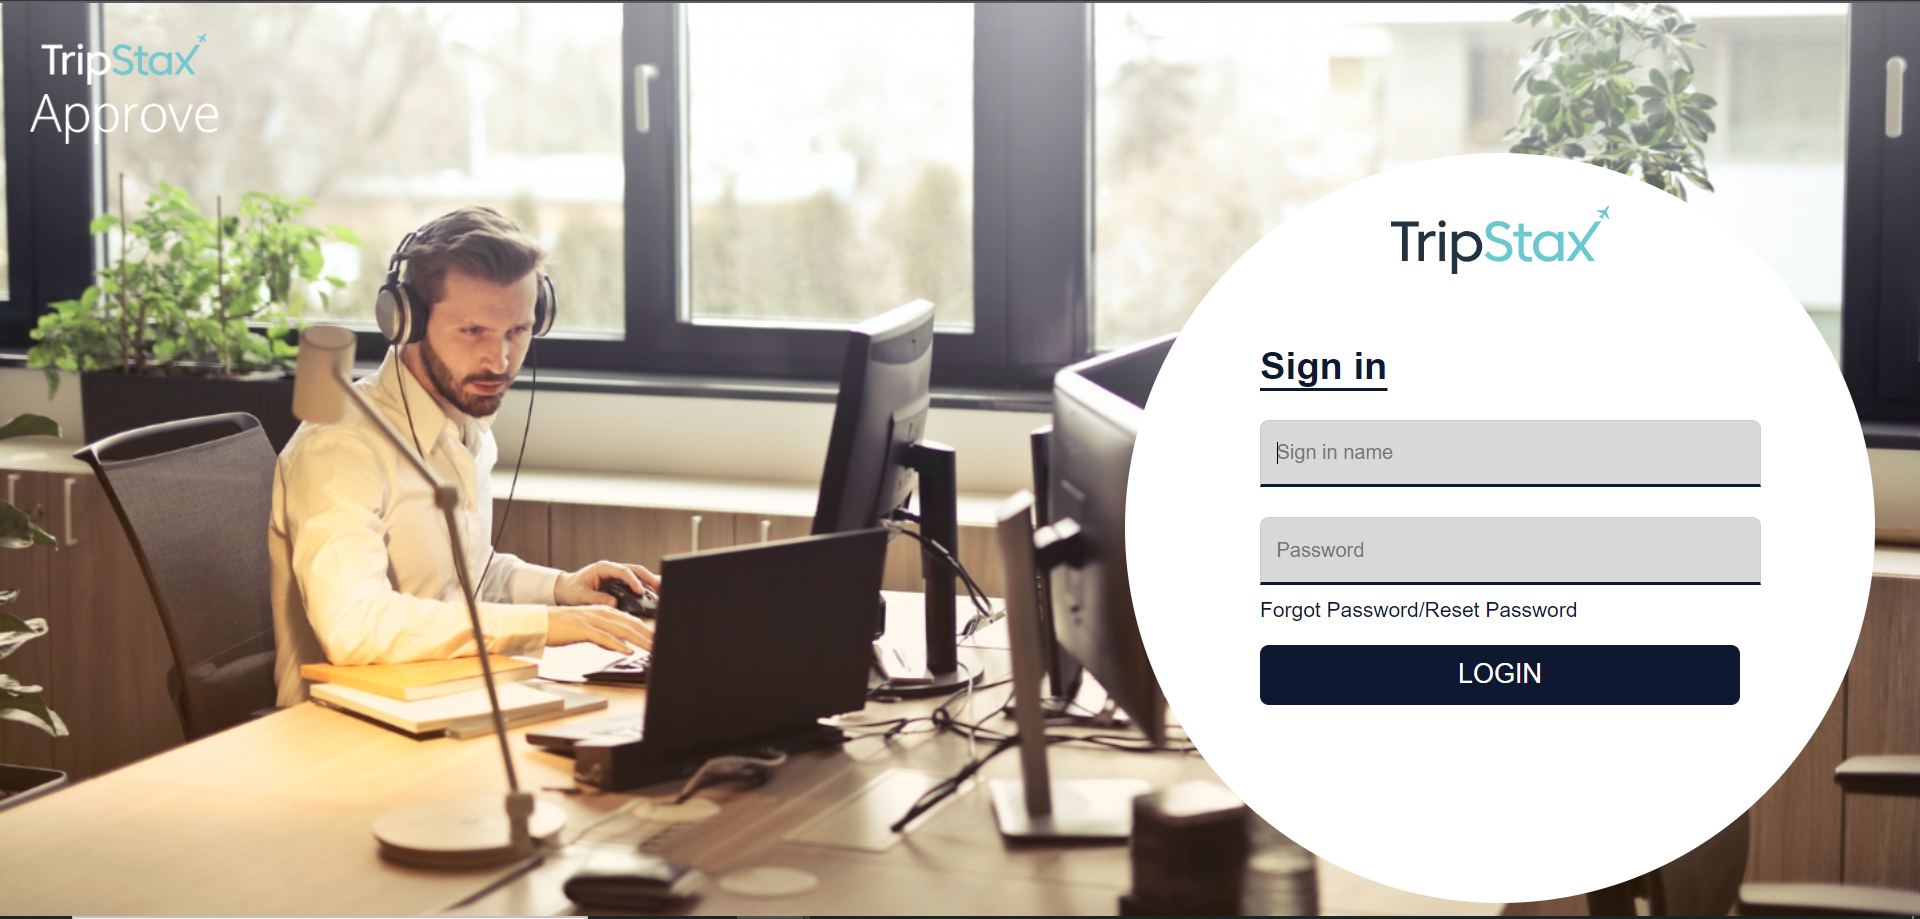 TripStax
Approve
TripStax
Sign in
Sign in name
Password
Forgot Password/Reset Password
LOGIN